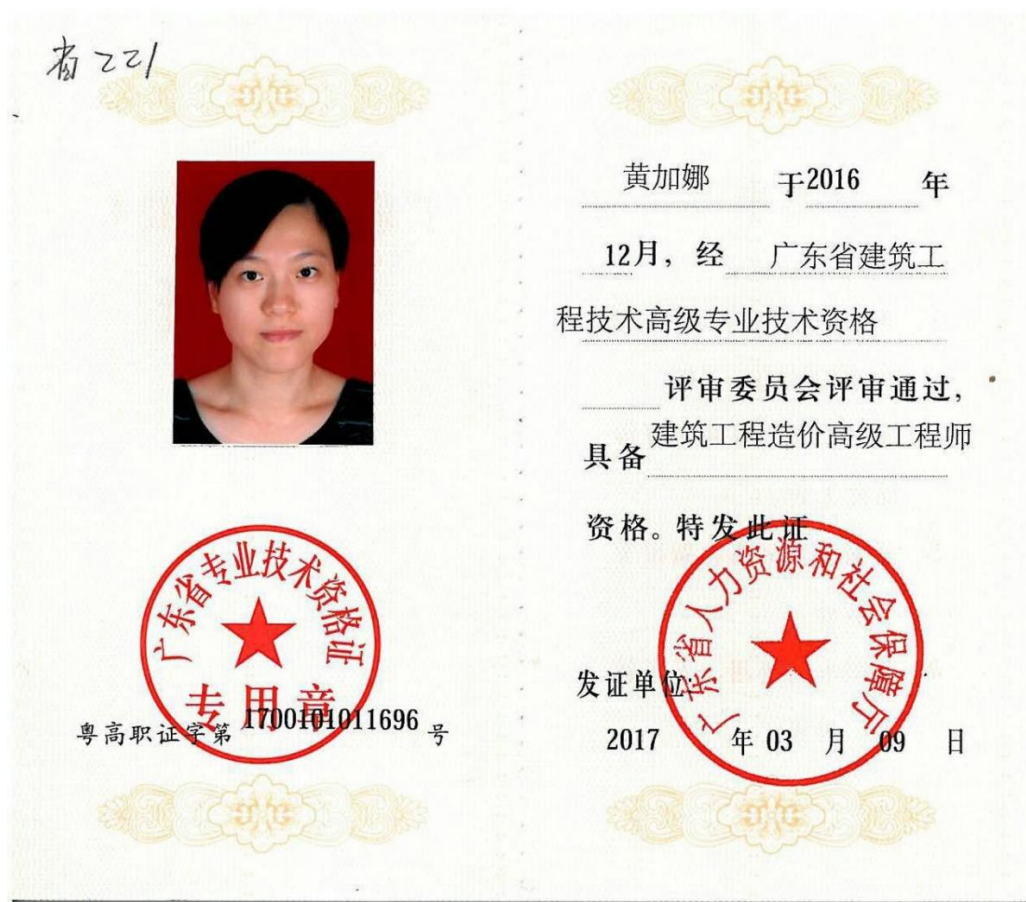 省221
广东省专业技术资格证
专用章
粤高职证字第 1700101011696 号
黄加娜 于2016 年
12月，经 广东省建筑工
程技术高级专业技术资格
评审委员会评审通过，
具备 建筑工程造价高级工程师
资格。特发此证
广东省人力资源和社会保障厅
发证单位：
2017 年 03 月 09 日